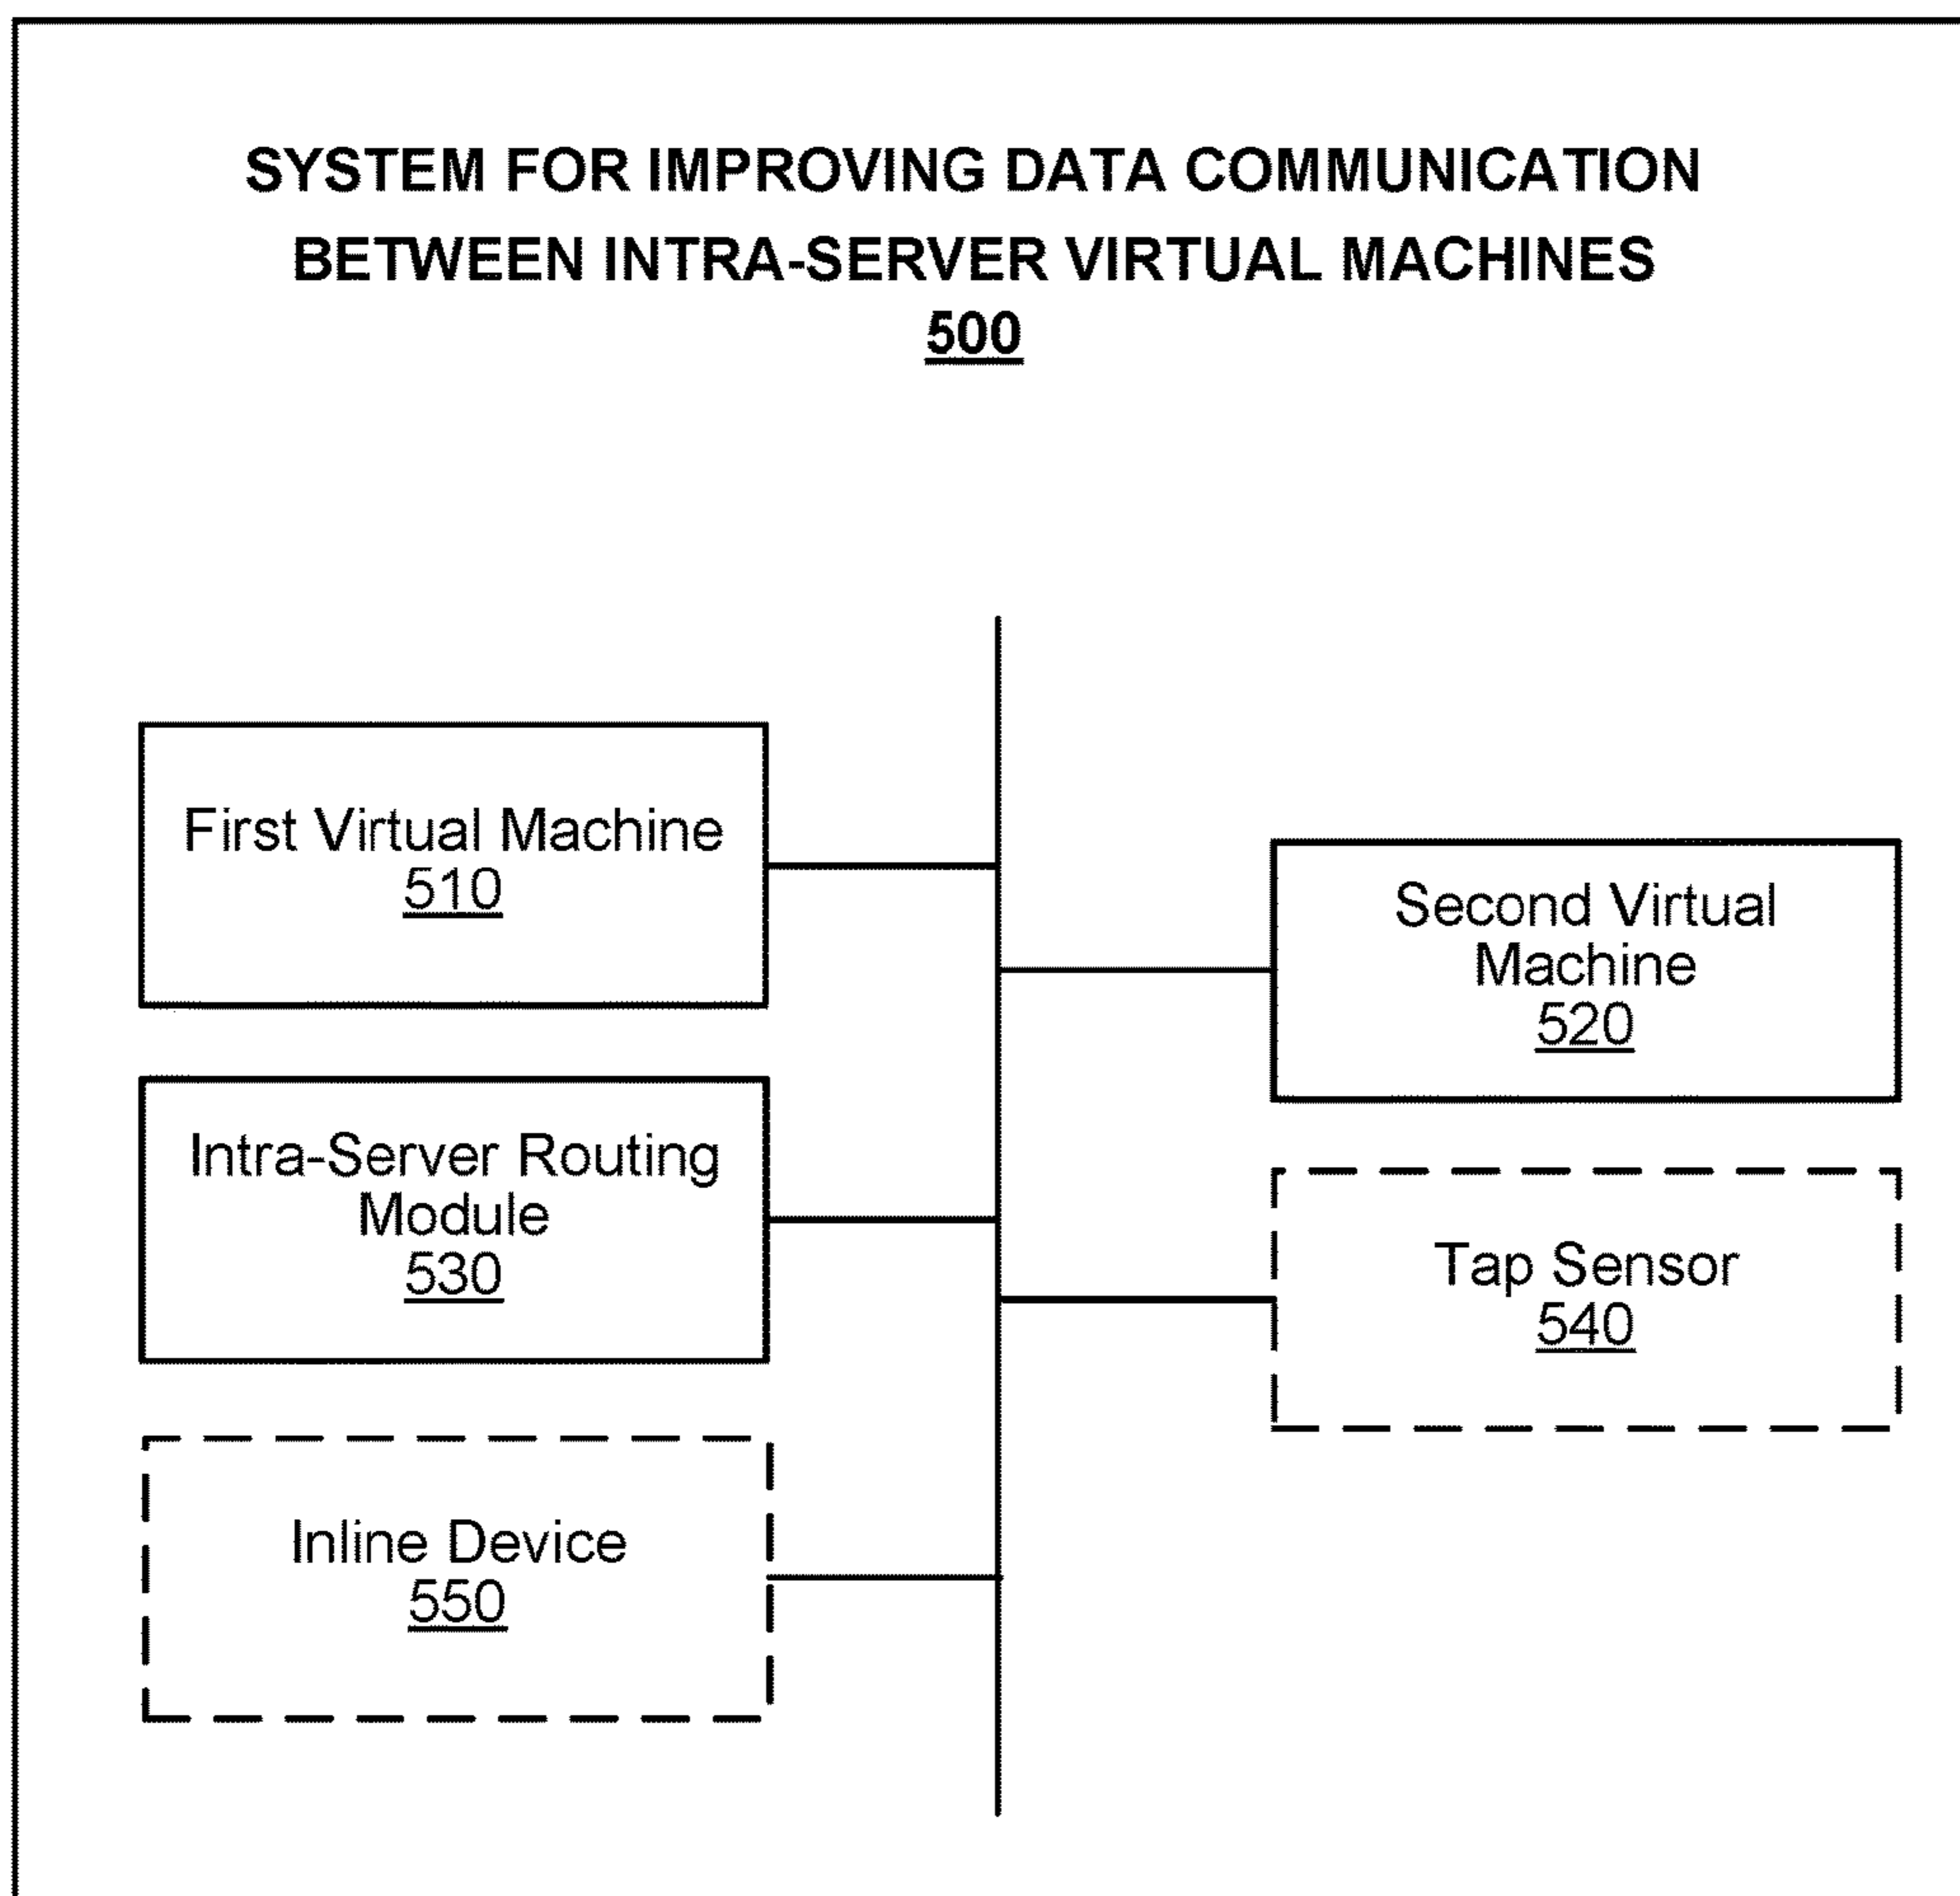 SYSTEM FOR IMPROVING DATA COMMUNICATION
BETWEEN INTRA-SERVER VIRTUAL MACHINES
500
First Virtual Machine
510
Second Virtual
Machine
520
Intra-Server Routing
Module
530
Tap Sensor
540
Inline Device
550